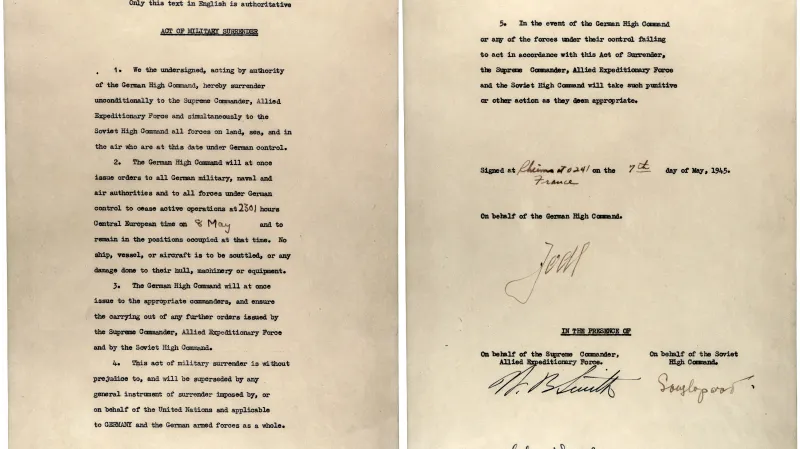 Only this text in English is authoritative
ACT OF MILITARY SURRENDER
1. We the undersigned, acting by authority
of the German High Command, hereby surrender
unconditionally to the Supreme Commander, Allied
Expeditionary Force and simultaneously to the
Soviet High Command all forces on land, sea, and in
the air who are at this date under German control.
2. The German High Command will at once
issue orders to all German military, naval and
air authorities and to all forces under German
control to cease active operations at 2301 hours
Central European time on 8 May and to
remain in the positions occupied at that time. No
ship, vessel, or aircraft is to be scuttled, or any
damage done to their hull, machinery or equipment.
3. The German High Command will at once
issue to the appropriate commanders, and ensure
the carrying out of any further orders issued by
the Supreme Commander, Allied Expeditionary Force
and by the Soviet High Command.
4. This act of military surrender is without
prejudice to, and will be superseded by any
general instrument of surrender imposed by, or
on behalf of the United Nations and applicable
to GERMANY and the German armed forces as a whole.
5. In the event of the German High Command
or any of the forces under their control failing
to act in accordance with this Act of Surrender,
the Supreme Commander, Allied Expeditionary Force
and the Soviet High Command will take such punitive
or other action as they deem appropriate.
Signed at Rheims at 0241 on the 7th day of May, 1945.
France
On behalf of the German High Command.
Jodl
IN THE PRESENCE OF
On behalf of the Supreme Commander,
Allied Expeditionary Force.
On behalf of the Soviet
High Command.
W. B. Smith